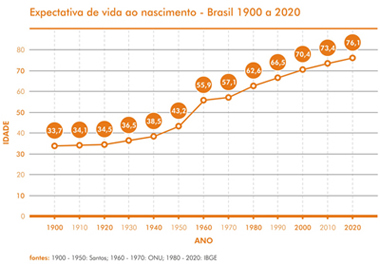 Expectativa de vida ao nascimento - Brasil 1900 a 2020
80
70
60
50
40
30
20
10
0
IDADE
33,7 34,1 34,5 36,5 38,5 43,2 55,9 57,1 62,6 66,5 70,4 73,4 76,1
1900 1910 1920 1930 1940 1950 1960 1970 1980 1990 2000 2010 2020
ANO
fontes: 1900 - 1950: Santos; 1960 - 1970: ONU; 1980 - 2020: IBGE